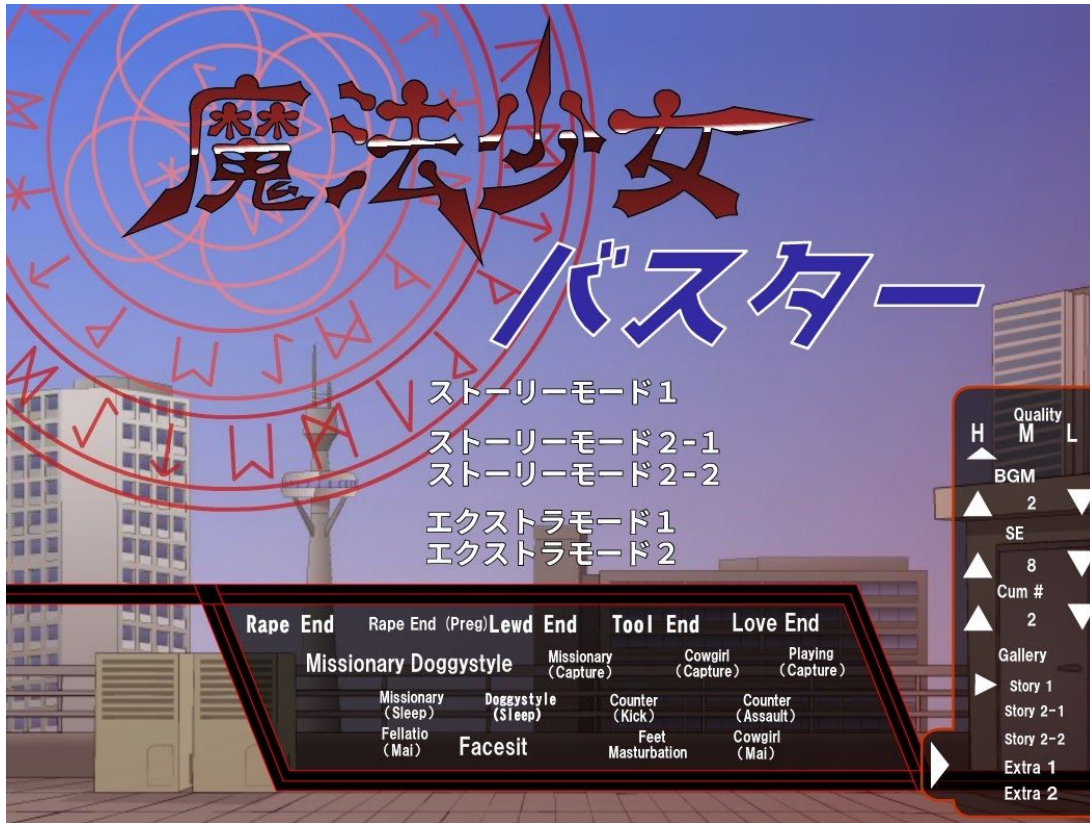 魔法少女
バスター
ストーリーモード1
ストーリーモード2-1
ストーリーモード2-2
エクストラモード1
エクストラモード2
Rape End Rape End (Preg) Lewd End Tool End Love End
Missionary Doggystyle Missionary (Capture) Cowgirl (Capture) Playing (Capture)
Missionary (Sleep) Doggystyle (Sleep) Counter (Kick) Counter (Assault)
Fellatio (Mai) Facesit Feet Masturbation Cowgirl (Mai)
Quality
H M L
BGM
2
SE
8
Cum #
2
Gallery
Story 1
Story 2-1
Story 2-2
Extra 1
Extra 2